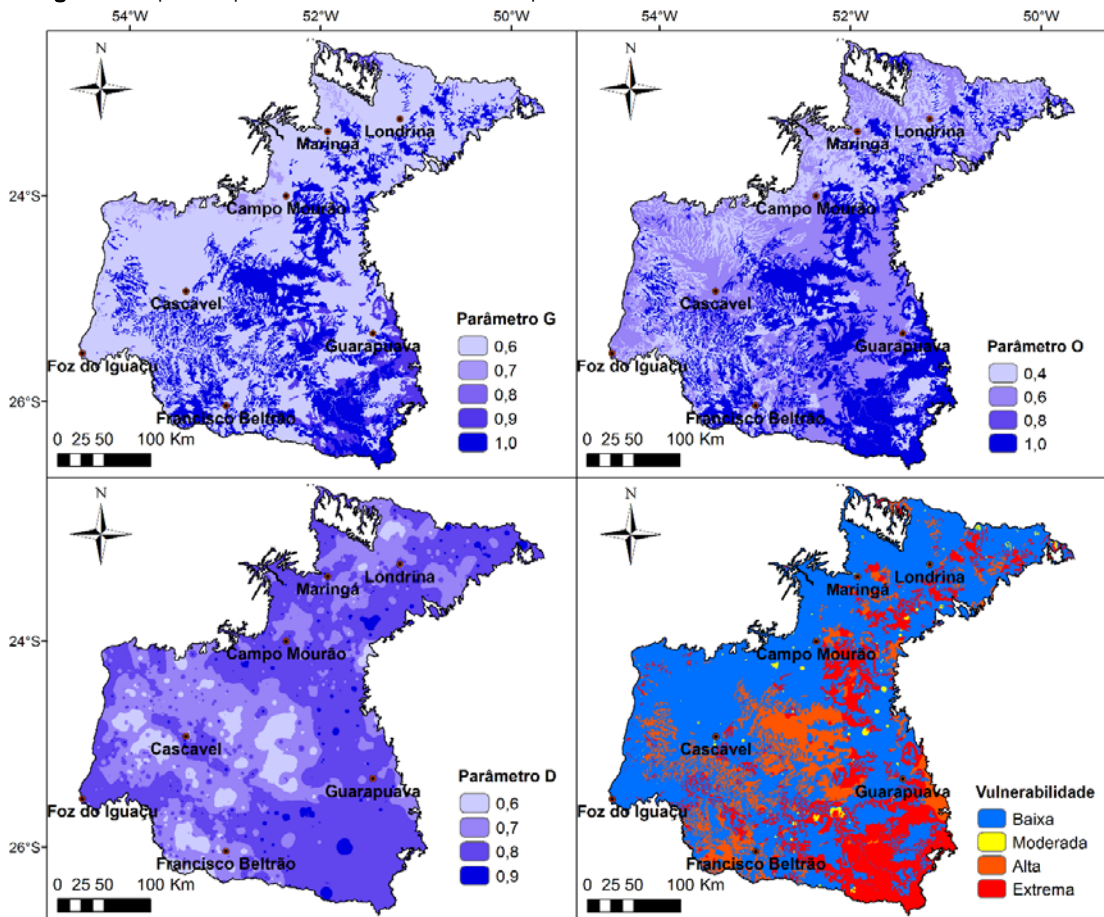 54°W 52°W 50°W 54°W 52°W 50°W
N
Londrina
Maringá
24°S
Campo Mourão
Cascavel
Guarapuava
Foz do Iguaçu
26°S
Francisco Beltrão
0 25 50 100 Km
Parâmetro G
0,6
0,7
0,8
0,9
1,0
N
Londrina
Maringá
Campo Mourão
Cascavel
Guarapuava
Foz do Iguaçu
Francisco Beltrão
0 25 50 100 Km
Parâmetro O
0,4
0,6
0,8
1,0
N
Londrina
Maringá
24°S
Campo Mourão
Cascavel
Guarapuava
Foz do Iguaçu
26°S
Francisco Beltrão
0 25 50 100 Km
Parâmetro D
0,6
0,7
0,8
0,9
N
Londrina
Maringá
Campo Mourão
Cascavel
Guarapuava
Foz do Iguaçu
Francisco Beltrão
0 25 50 100 Km
Vulnerabilidade
Baixa
Moderada
Alta
Extrema